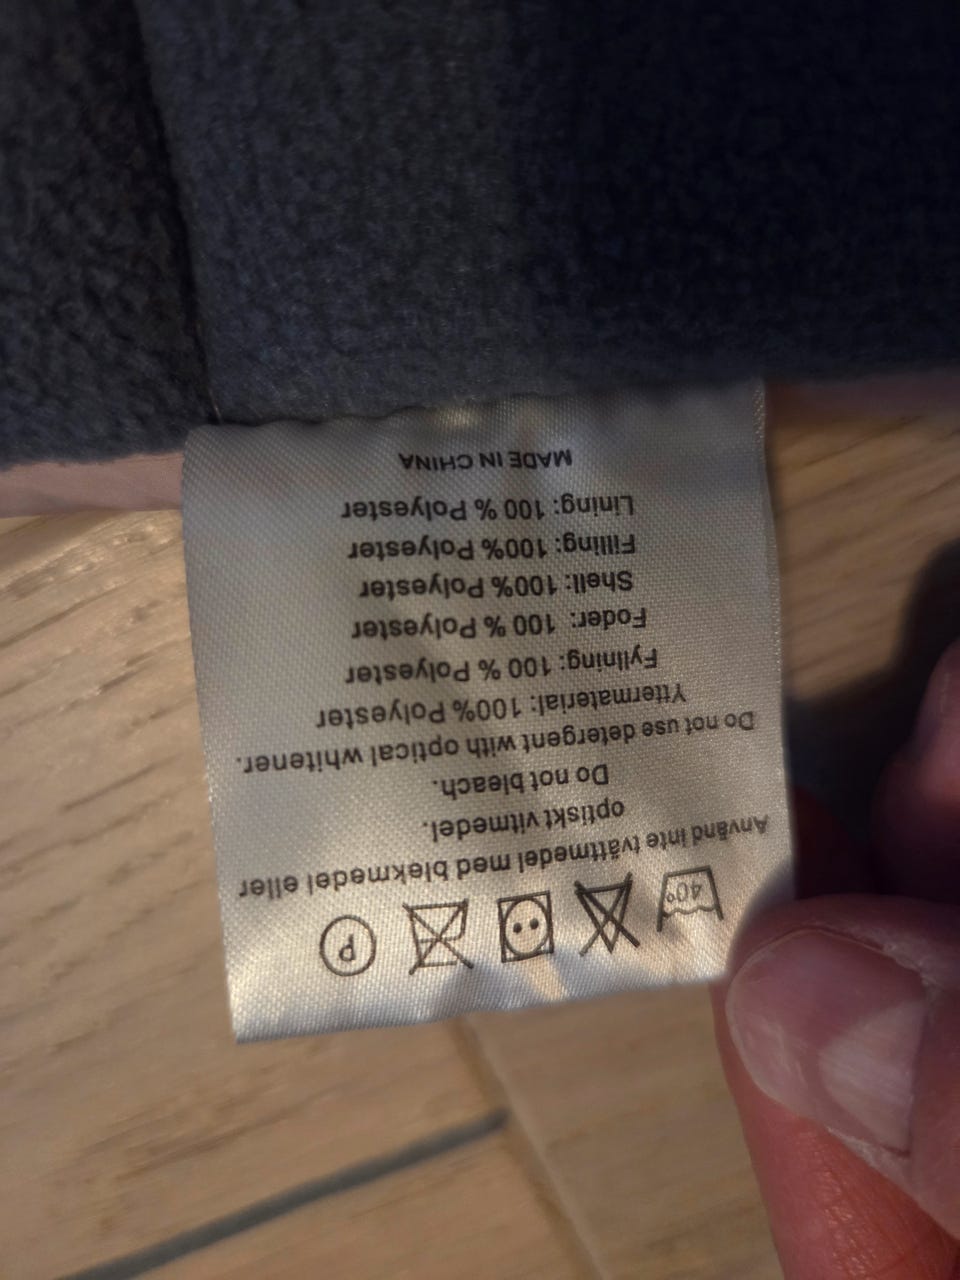 40°
P
Använd inte tvättmedel med blekmedel eller
optiskt vitmedel.
Do not bleach.
Do not use detergent with optical whitener.
Yttermaterial: 100% Polyester
Fyllning: 100 % Polyester
Foder: 100 % Polyester
Shell: 100% Polyester
Filling: 100% Polyester
Lining: 100 % Polyester
MADE IN CHINA